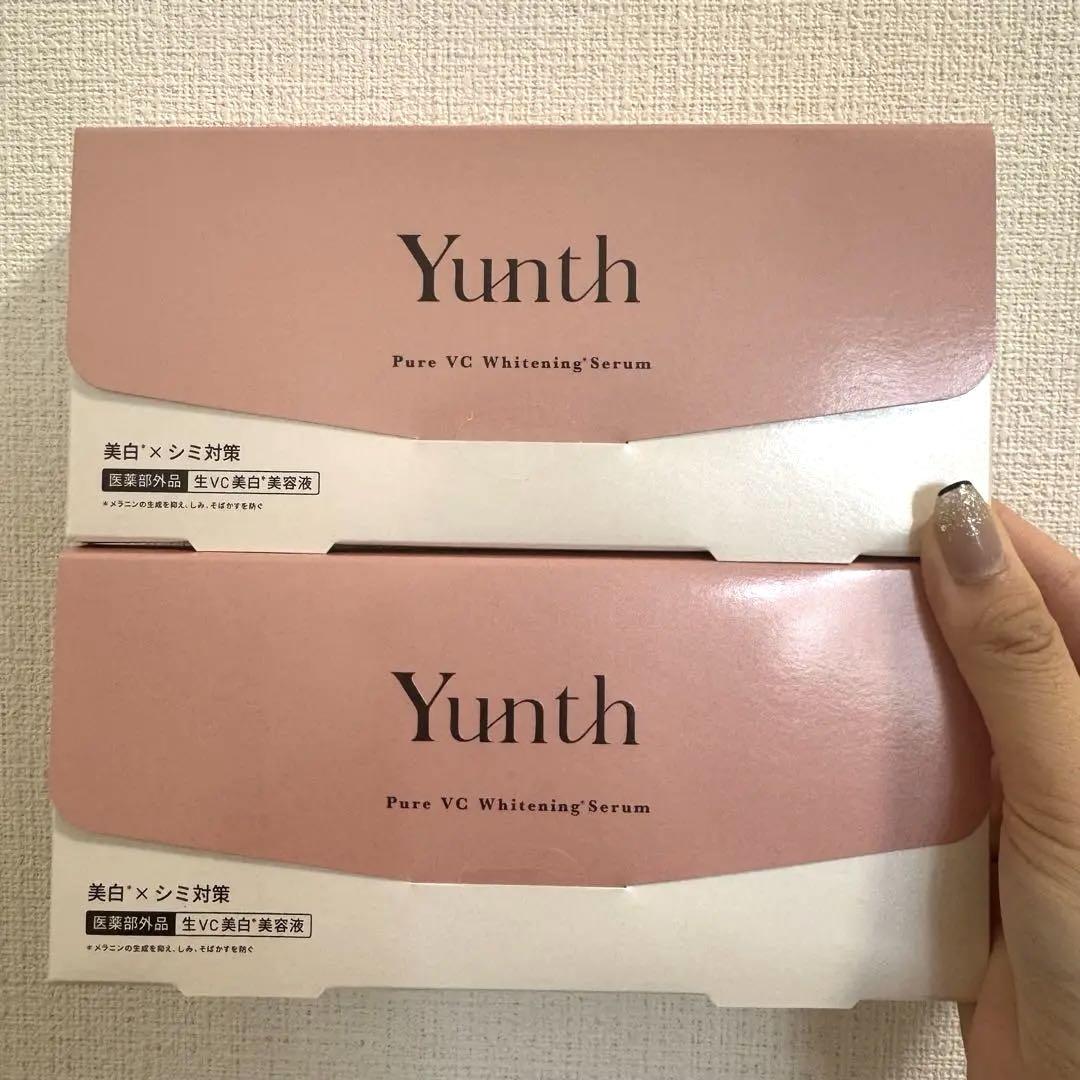 Yunth
Pure VC Whitening*Serum
美白*×シミ対策
医薬部外品 生VC美白*美容液
*メラニンの生成を抑え、しみ、そばかすを防ぐ
Yunth
Pure VC Whitening*Serum
美白*×シミ対策
医薬部外品 生VC美白*美容液
*メラニンの生成を抑え、しみ、そばかすを防ぐ